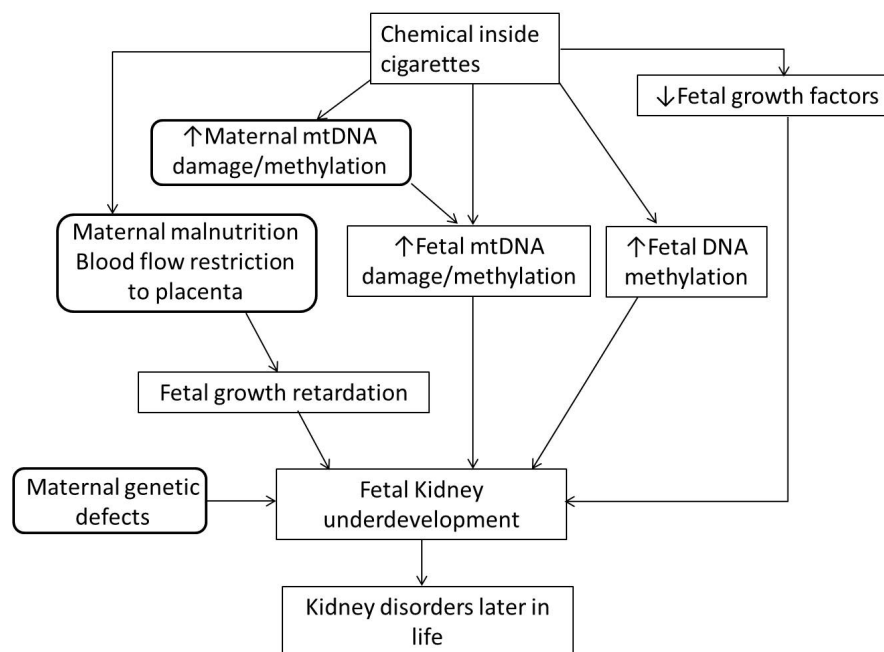 Chemical inside
cigarettes
↓Fetal growth factors
↑Maternal mtDNA
damage/methylation
Maternal malnutrition
Blood flow restriction
to placenta
↑Fetal mtDNA
damage/methylation
↑Fetal DNA
methylation
Fetal growth retardation
Maternal genetic
defects
Fetal Kidney
underdevelopment
Kidney disorders later in
life